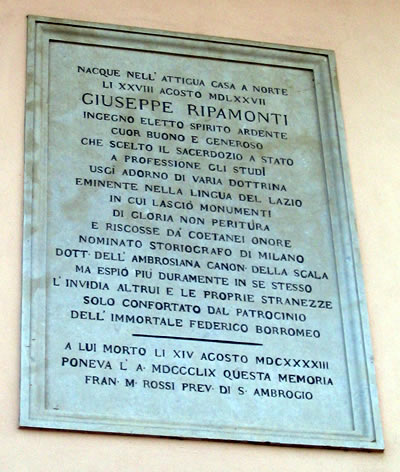 NACQUE NELL' ATTIGUA CASA A NORTE
LI XXVIII AGOSTO MDLXXVII
GIUSEPPE RIPAMONTI
INGEGNO ELETTO SPIRITO ARDENTE
CUOR BUONO E GENEROSO
CHE SCELTO IL SACERDOZIO A STATO
A PROFESSIONE GLI STUDÎ
USGÌ ADORNO DI VARIA DOTTRINA
EMINENTE NELLA LINGUA DEL LAZIO
IN CUI LASCIÒ MONUMENTI
DI GLORIA NON PERITURA
E RISCOSSE DA' COETANEI ONORE
NOMINATO STORIOGRAFO DI MILANO
DOTT· DELL' AMBROSIANA CANON· DELLA SCALA
MA ESPIÒ PIÙ DURAMENTE IN SE STESSO
L' INVIDIA ALTRUI E LE PROPRIE STRANEZZE
SOLO CONFORTATO DAL PATROCINIO
DELL' IMMORTALE FEDERICO BORROMEO
A LUI MORTO LI XIV AGOSTO MDCXXXXIII
PONEVA L' A· MDCCCLIX QUESTA MEMORIA
FRAN· M· ROSSI PREV· DI S· AMBROGIO